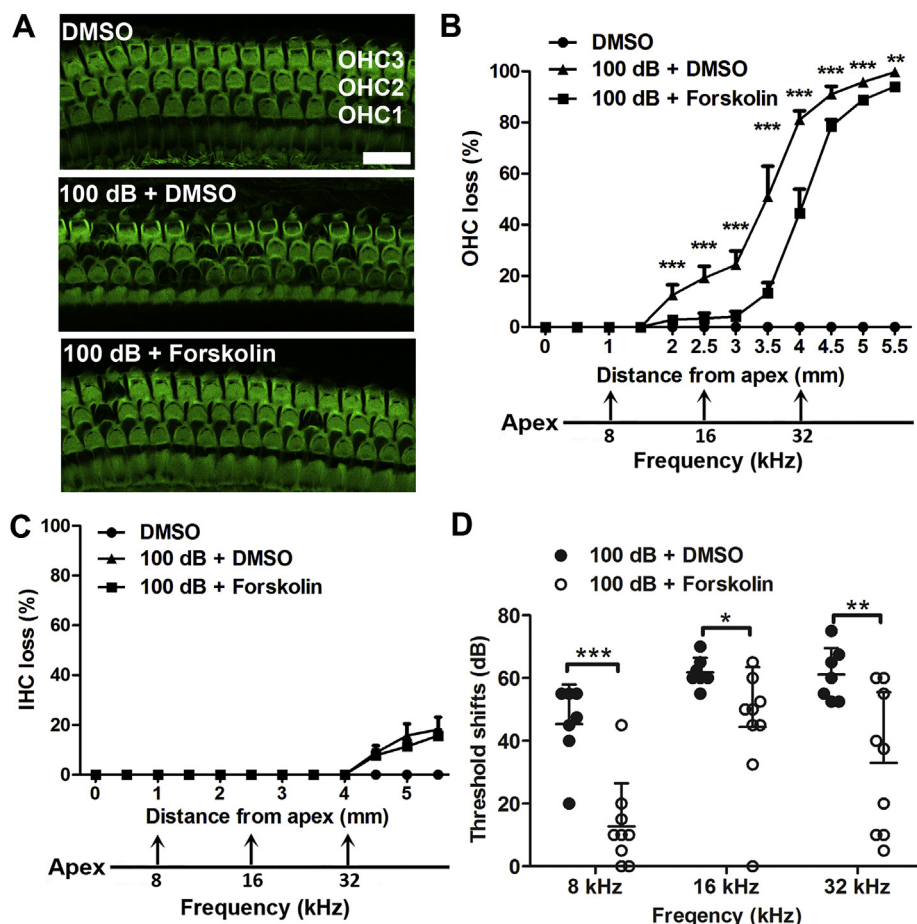 A
DMSO
OHC3
OHC2
OHC1
100 dB + DMSO
100 dB + Forskolin
B
DMSO
100 dB + DMSO
100 dB + Forskolin
OHC loss (%)
100
80
60
40
20
0
***
***
***
***
***
***
***
**
0
1
2
2.5
3
3.5
4
4.5
5
5.5
Distance from apex (mm)
Apex
8
16
32
Frequency (kHz)
C
DMSO
100 dB + DMSO
100 dB + Forskolin
IHC loss (%)
100
80
60
40
20
0
0
1
2
3
4
5
Distance from apex (mm)
Apex
8
16
32
Frequency (kHz)
D
100 dB + DMSO
100 dB + Forskolin
Threshold shifts (dB)
80
60
40
20
0
***
*
**
8 kHz
16 kHz
32 kHz
Freqency (kHz)